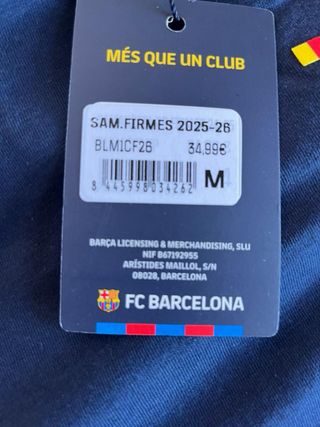 MÉS QUE UN CLUB
SAM.FIRMES 2025-26
BLM1CF26 34,99€
8 445998 034262 M
BARÇA LICENSING & MERCHANDISING, SLU
NIF B67192955
ARÍSTIDES MAILLOL, S/N
08028, BARCELONA
FC BARCELONA